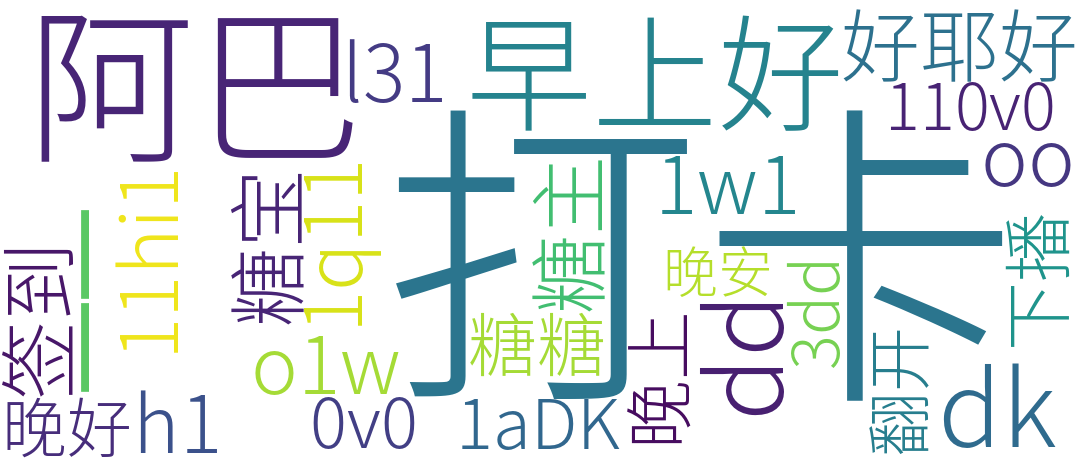 阿巴
l31
早上好
好耶好
110v0
oo
打卡
1w1
签到
一一
11hi1
糖宝
1q11
糖主
晚安
3dd
dd
下播
o1w
糖糖
晚上
翻开
dk
晚好
h1
0v0
1aDK